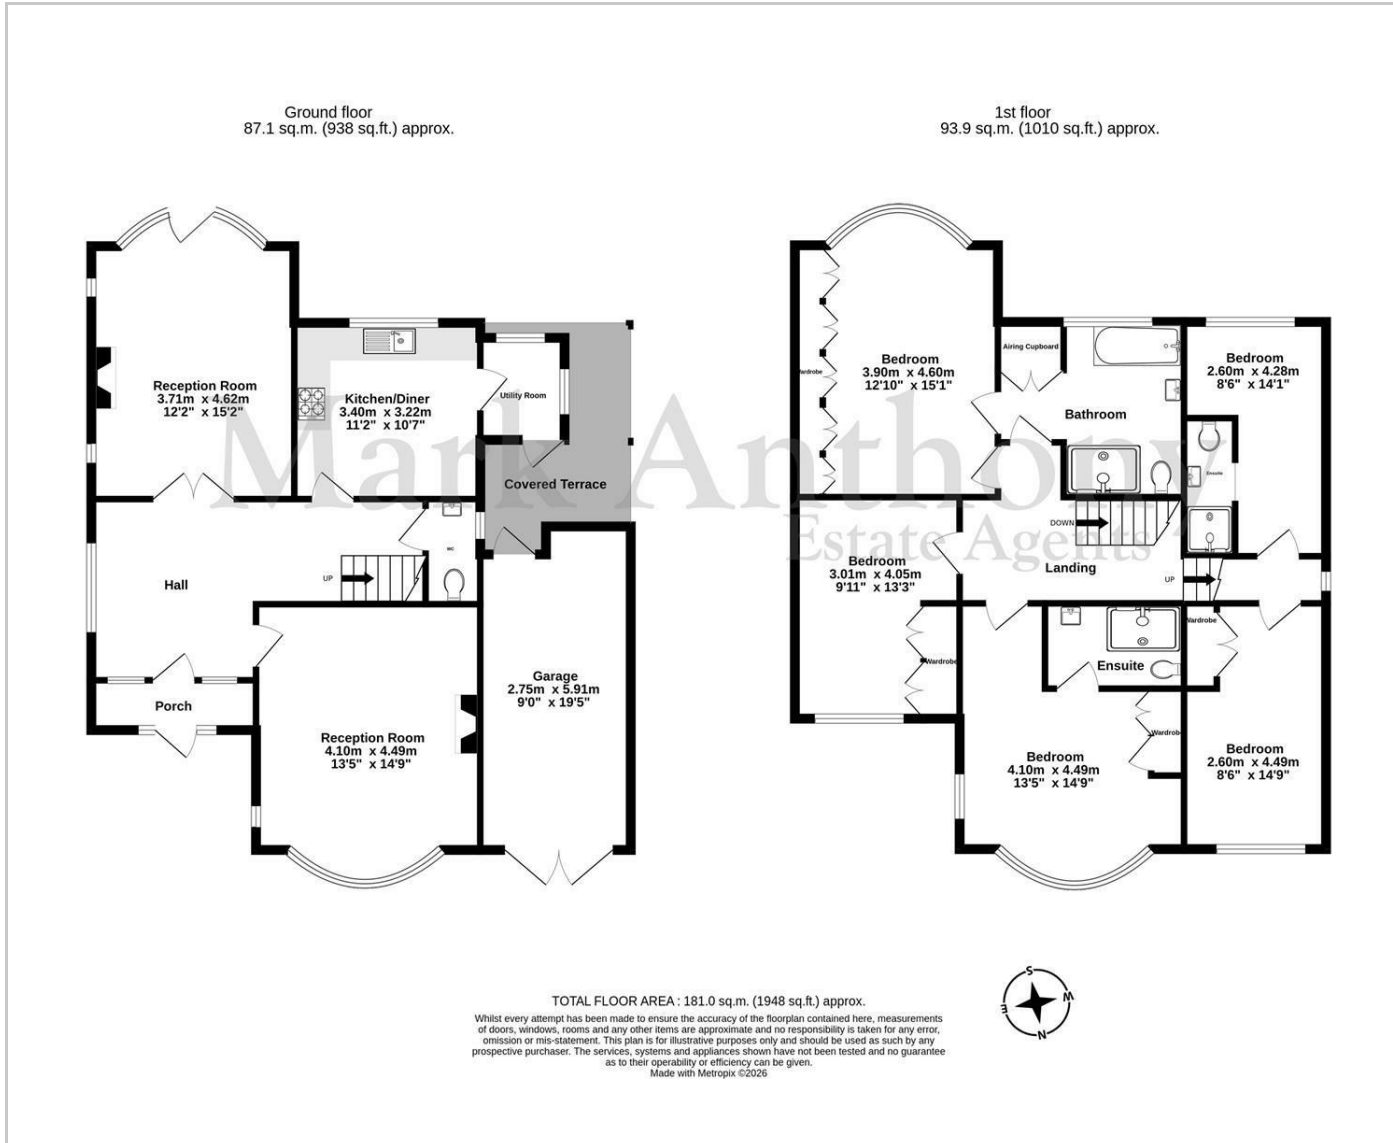 Ground floor
87.1 sq.m. (938 sq.ft.) approx.
1st floor
93.9 sq.m. (1010 sq.ft.) approx.
Reception Room
3.71m x 4.62m
12'2" x 15'2"
Kitchen/Diner
3.40m x 3.22m
11'2" x 10'7"
Utility Room
Covered Terrace
WC
UP
Hall
Porch
Reception Room
4.10m x 4.49m
13'5" x 14'9"
Garage
2.75m x 5.91m
9'0" x 19'5"
Wardrobe
Bedroom
3.90m x 4.60m
12'10" x 15'1"
Airing Cupboard
Bathroom
Bedroom
2.60m x 4.28m
8'6" x 14'1"
Ensuite
DOWN
Landing
UP
Bedroom
3.01m x 4.05m
9'11" x 13'3"
Wardrobe
Ensuite
Wardrobe
Wardrobe
Bedroom
4.10m x 4.49m
13'5" x 14'9"
Bedroom
2.60m x 4.49m
8'6" x 14'9"
Mark Anthony
Estate Agents
S
W
E
N
TOTAL FLOOR AREA : 181.0 sq.m. (1948 sq.ft.) approx.
Whilst every attempt has been made to ensure the accuracy of the floorplan contained here, measurements
of doors, windows, rooms and any other items are approximate and no responsibility is taken for any error,
omission or mis-statement. This plan is for illustrative purposes only and should be used as such by any
prospective purchaser. The services, systems and appliances shown have not been tested and no guarantee
as to their operability or efficiency can be given.
Made with Metropix ©2026